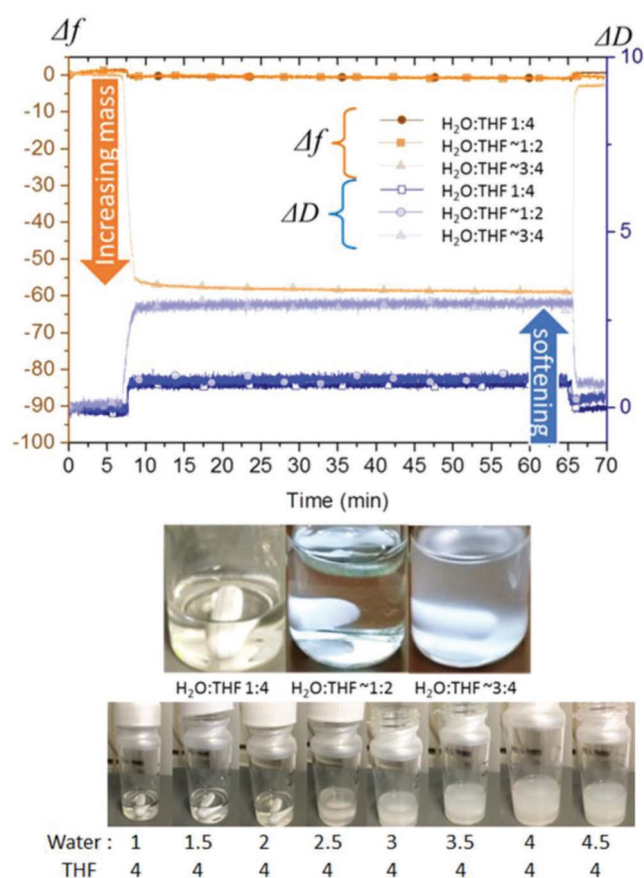 Δf
ΔD
0
-5
-10
-20
-30
-40
-50
-60
-70
-80
-90
-100
10
5
0
Increasing mass
softening
Δf
H₂O:THF 1:4
H₂O:THF ~1:2
H₂O:THF ~3:4
ΔD
H₂O:THF 1:4
H₂O:THF ~1:2
H₂O:THF ~3:4
0 5 10 15 20 25 30 35 40 45 50 55 60 65 70
Time (min)
H₂O:THF 1:4 H₂O:THF ~1:2 H₂O:THF ~3:4
Water : 1 1.5 2 2.5 3 3.5 4 4.5
THF 4 4 4 4 4 4 4 4